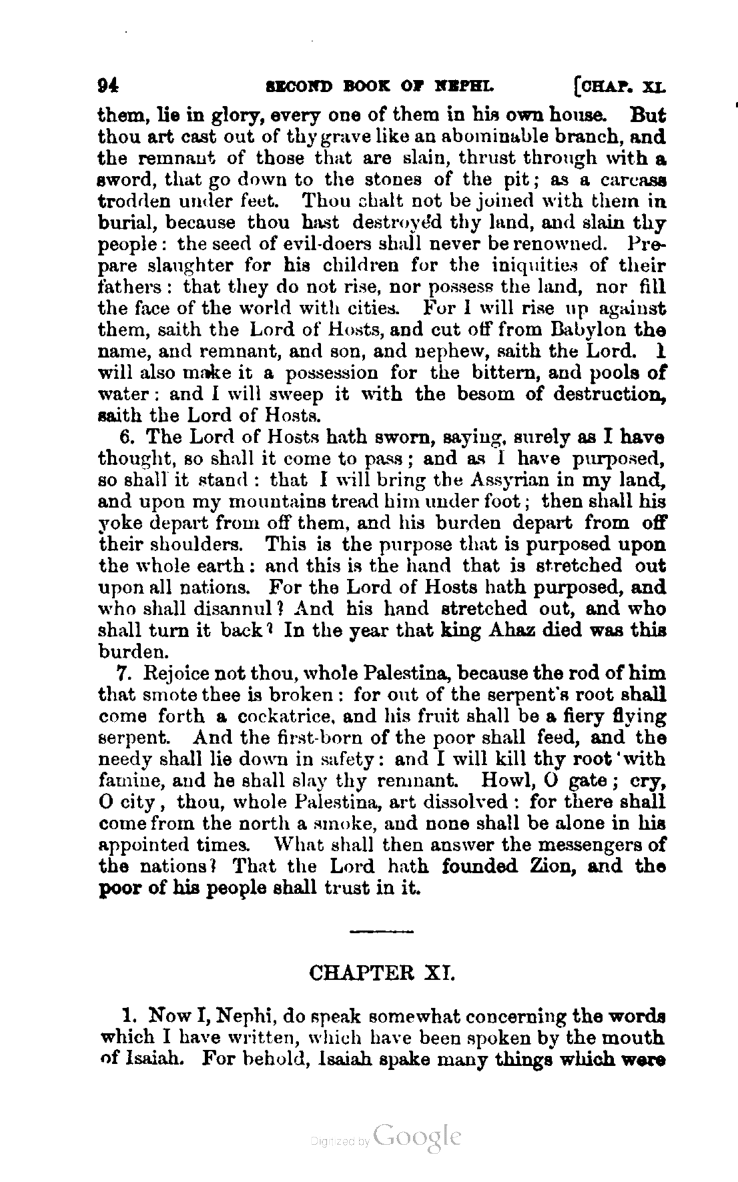 94 SECOND BOOK OF NEPHI. [CHAP. XI.
them, lie in glory, every one of them in his own house. But
thou art cast out of thy grave like an abominable branch, and
the remnant of those that are slain, thrust through with a
sword, that go down to the stones of the pit; as a carcass
trodden under feet. Thou shalt not be joined with them in
burial, because thou hast destroyed thy land, and slain thy
people: the seed of evil-doers shall never be renowned. Pre-
pare slaughter for his children for the iniquities of their
fathers: that they do not rise, nor possess the land, nor fill
the face of the world with cities. For I will rise up against
them, saith the Lord of Hosts, and cut off from Babylon the
name, and remnant, and son, and nephew, saith the Lord. I
will also make it a possession for the bittern, and pools of
water: and I will sweep it with the besom of destruction,
saith the Lord of Hosts.
6. The Lord of Hosts hath sworn, saying, surely as I have
thought, so shall it come to pass; and as I have purposed,
so shall it stand: that I will bring the Assyrian in my land,
and upon my mountains tread him under foot; then shall his
yoke depart from off them, and his burden depart from off
their shoulders. This is the purpose that is purposed upon
the whole earth: and this is the hand that is stretched out
upon all nations. For the Lord of Hosts hath purposed, and
who shall disannul? And his hand stretched out, and who
shall turn it back? In the year that king Ahaz died was this
burden.
7. Rejoice not thou, whole Palestina, because the rod of him
that smote thee is broken: for out of the serpent's root shall
come forth a cockatrice, and his fruit shall be a fiery flying
serpent. And the first-born of the poor shall feed, and the
needy shall lie down in safety: and I will kill thy root with
famine, and he shall slay thy remnant. Howl, O gate; cry,
O city, thou, whole Palestina, art dissolved: for there shall
come from the north a smoke, and none shall be alone in his
appointed times. What shall then answer the messengers of
the nations? That the Lord hath founded Zion, and the
poor of his people shall trust in it.
CHAPTER XI.
1. Now I, Nephi, do speak somewhat concerning the words
which I have written, which have been spoken by the mouth
of Isaiah. For behold, Isaiah spake many things which were
Digitized by Google